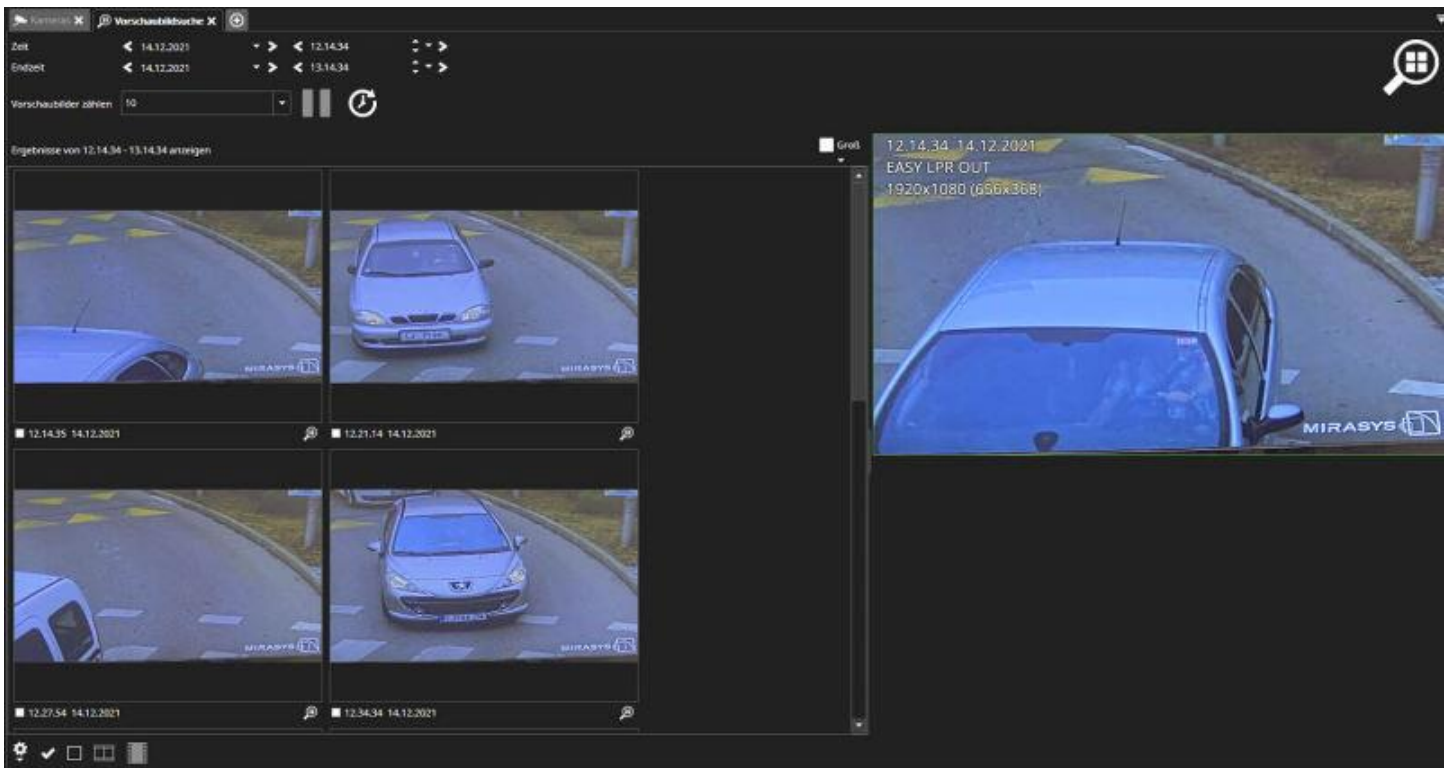 Kameras
Vorschaubildsuche
Zeit 14.12.2021 12.14.34
Endzeit 14.12.2021 13.14.34
Vorschaubilder zählen 10
Ergebnisse von 12.14.34 - 13.14.34 anzeigen
Groß
12.14.34 14.12.2021
EASY LPR OUT
1920x1080 (656x368)
MIRASYS
MIRASYS
MIRASYS
12.14.35 14.12.2021
12.21.14 14.12.2021
MIRASYS
MIRASYS
12.27.54 14.12.2021
12.34.34 14.12.2021